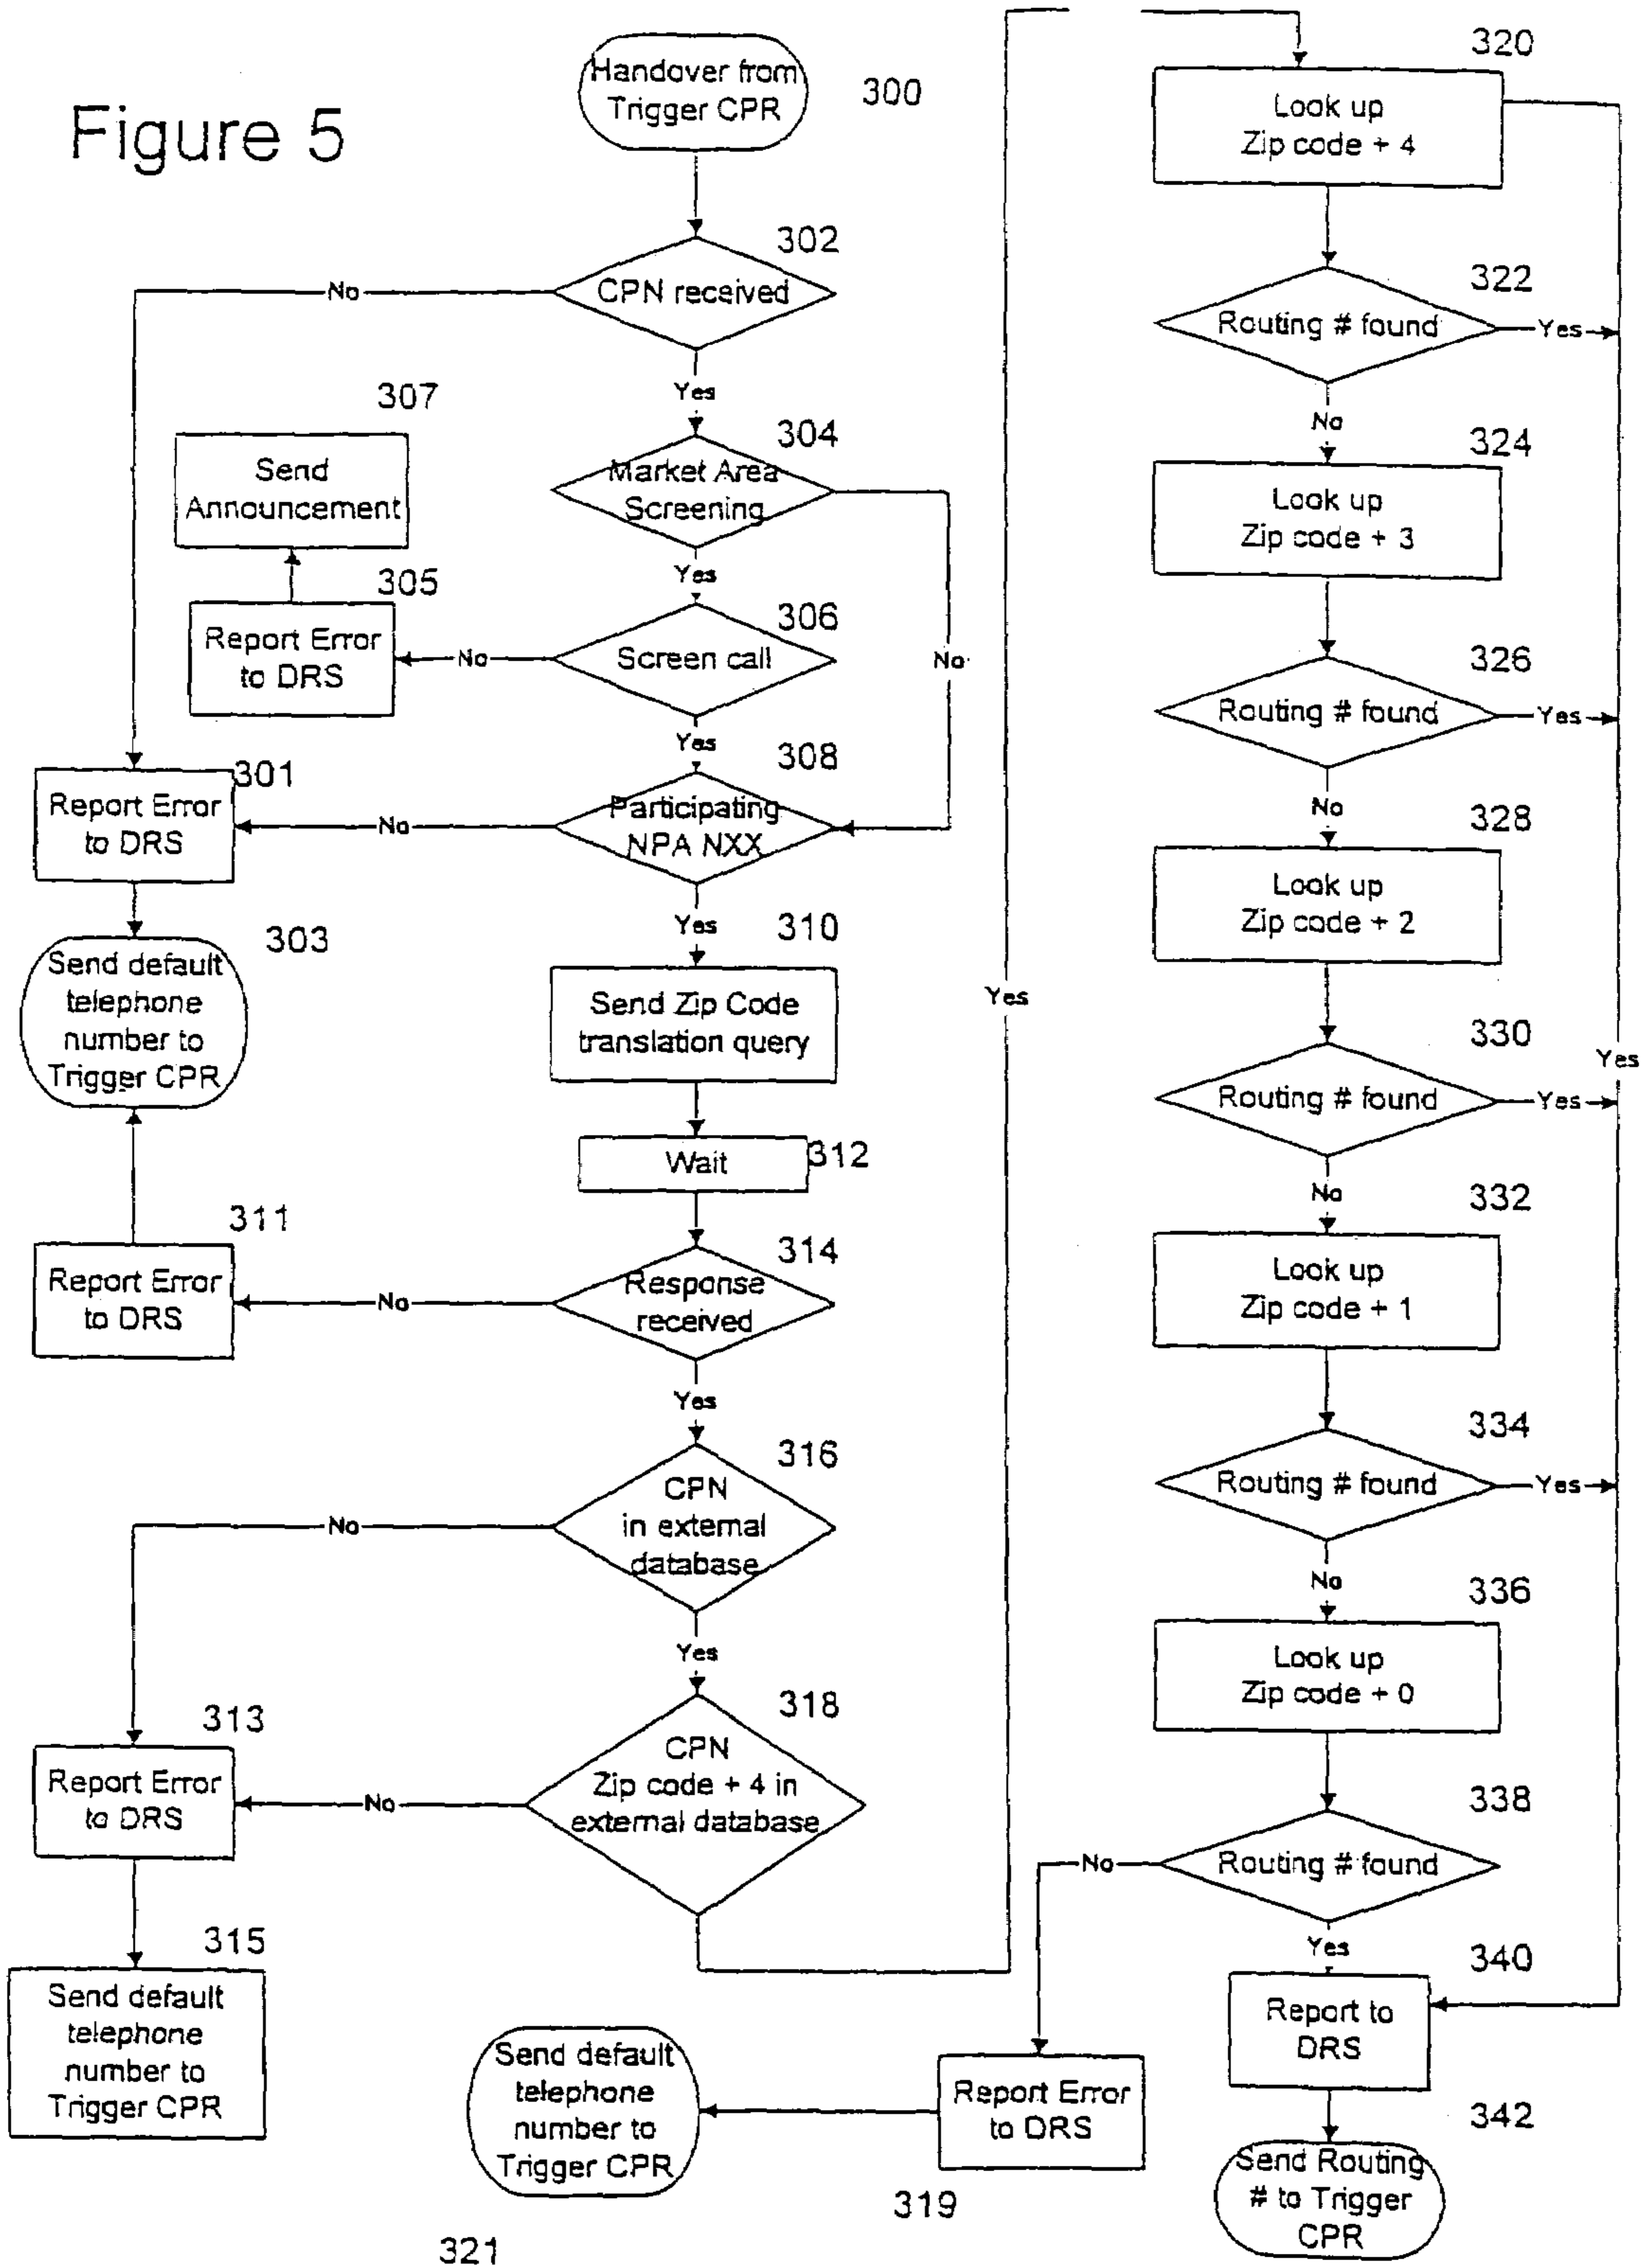 Figure 5
Handover from
Trigger CPR
300
302
CPN received
No
Yes
307
Send
Announcement
304
Market Area
Screening
Yes
No
305
Report Error
to DRS
306
Screen call
No
Yes
301
Report Error
to DRS
308
Participating
NPA NXX
No
Yes
303
Send default
telephone
number to
Trigger CPR
310
Send Zip Code
translation query
312
Wait
311
Report Error
to DRS
314
Response
received
No
Yes
316
CPN
in external
database
No
Yes
313
Report Error
to DRS
318
CPN
Zip code + 4 in
external database
No
Yes
315
Send default
telephone
number to
Trigger CPR
320
Look up
Zip code + 4
322
Routing # found
Yes
No
324
Look up
Zip code + 3
326
Routing # found
Yes
No
328
Look up
Zip code + 2
330
Routing # found
Yes
Yes
No
332
Look up
Zip code + 1
334
Routing # found
Yes
No
336
Look up
Zip code + 0
338
Routing # found
No
Yes
340
Report to
DRS
342
Send Routing
# to Trigger
CPR
Report Error
to DRS
319
Send default
telephone
number to
Trigger CPR
321